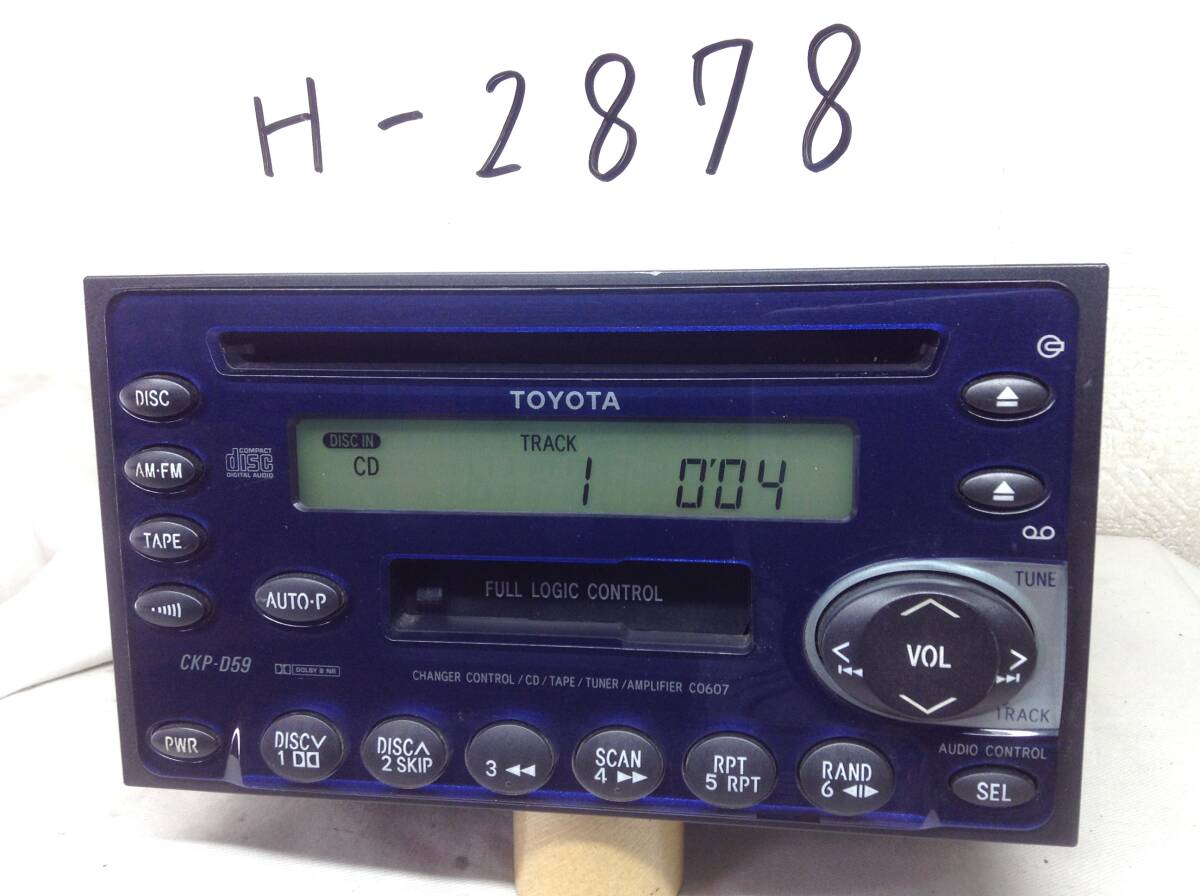 H-2878
TOYOTA
DISC
DISC IN
TRACK
CD
1 0'04
COMPACT
disc
DIGITAL AUDIO
AM·FM
TAPE
AUTO·P
FULL LOGIC CONTROL
TUNE
VOL
TRACK
CKP-D59
DOLBY B NR
CHANGER CONTROL / CD / TAPE / TUNER / AMPLIFIER C0607
AUDIO CONTROL
PWR
DISC
1
DISC
2 SKIP
3
SCAN
4
RPT
5 RPT
RAND
6
SEL